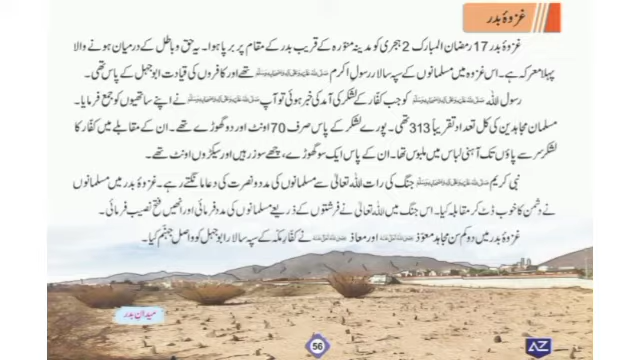 غزوۂ بدر
غزوۂ بدر 17 رمضان المبارک 2 ہجری کو مدینہ منورہ کے قریب بدر کے مقام پر برپا ہوا۔ یہ حق و باطل کے درمیان ہونے والا
پہلا معرکہ ہے۔ اس غزوہ میں مسلمانوں کے سپہ سالار رسولِ اکرم تھے اور کافروں کی قیادت ابوجہل کے پاس تھی۔
رسول اللہ کو جب کفار کے لشکر کی آمد کی خبر ہوئی تو آپ نے اپنے ساتھیوں کو جمع فرمایا۔
مسلمان مجاہدین کی کل تعداد تقریباً 313 تھی۔ پورے لشکر کے پاس صرف 70 اونٹ اور دو گھوڑے تھے۔ ان کے مقابلے میں کفار کا
لشکر سر سے پاؤں تک آہنی لباس میں ملبوس تھا۔ ان کے پاس ایک سو گھوڑے، چھے سو زرہیں اور سیکڑوں اونٹ تھے۔
نبی کریم جنگ کی رات اللہ تعالیٰ سے مسلمانوں کی مدد و نصرت کی دعا مانگتے رہے۔ غزوۂ بدر میں مسلمانوں
نے دشمن کا خوب ڈٹ کر مقابلہ کیا۔ اس جنگ میں اللہ تعالیٰ نے فرشتوں کے ذریعے مسلمانوں کی مدد فرمائی اور انھیں فتح نصیب فرمائی۔
غزوۂ بدر میں دو کم سن مجاہد معوّذ اور معاذ نے کفارِ مکہ کے سپہ سالار ابوجہل کو واصلِ جہنم کیا۔
میدانِ بدر
56
AZ